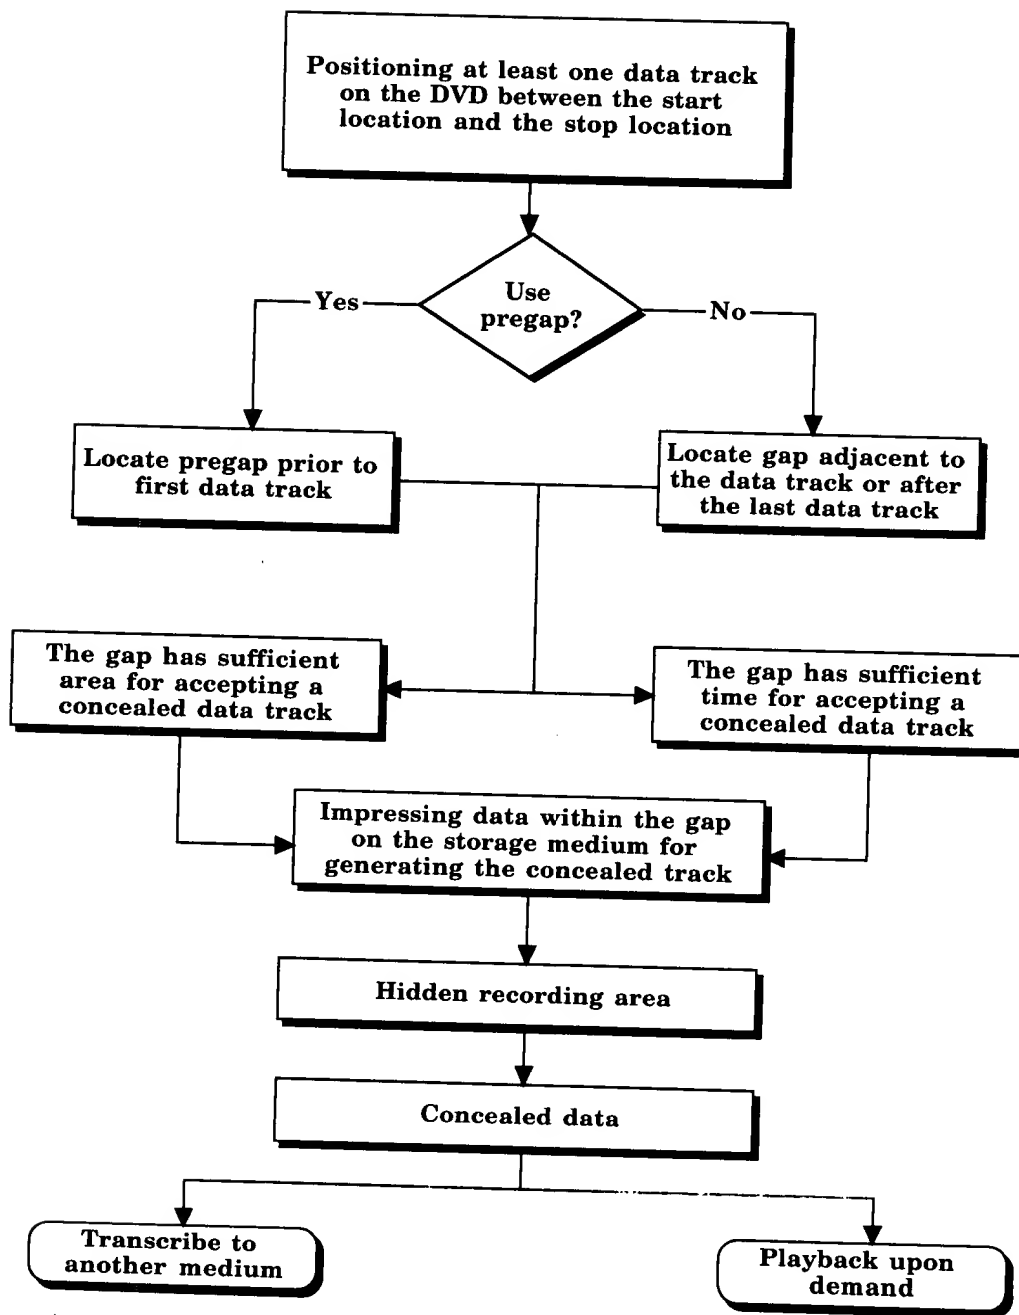 Positioning at least one data track
on the DVD between the start
location and the stop location
Use
pregap?
Yes
No
Locate pregap prior to
first data track
Locate gap adjacent to
the data track or after
the last data track
The gap has sufficient
area for accepting a
concealed data track
The gap has sufficient
time for accepting a
concealed data track
Impressing data within the gap
on the storage medium for
generating the concealed track
Hidden recording area
Concealed data
Transcribe to
another medium
Playback upon
demand